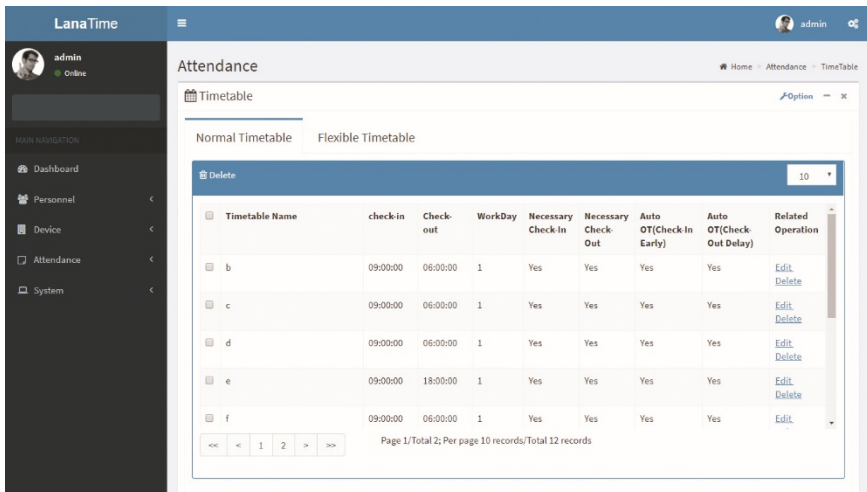 LanaTime
admin
admin
Online
Attendance
Home > Attendance > TimeTable
Timetable
Option
MAIN NAVIGATION
Dashboard
Personnel
Device
Attendance
System
Normal Timetable Flexible Timetable
Delete
10
Timetable Name check-in Check-out WorkDay Necessary Check-In Necessary Check-Out Auto OT(Check-In Early) Auto OT(Check-Out Delay) Related Operation
b 09:00:00 06:00:00 1 Yes Yes Yes Yes Edit Delete
c 09:00:00 06:00:00 1 Yes Yes Yes Yes Edit Delete
d 09:00:00 06:00:00 1 Yes Yes Yes Yes Edit Delete
e 09:00:00 18:00:00 1 Yes Yes Yes Yes Edit Delete
f 09:00:00 06:00:00 1 Yes Yes Yes Yes Edit
<< < 1 2 > >> Page 1/Total 2; Per page 10 records/Total 12 records